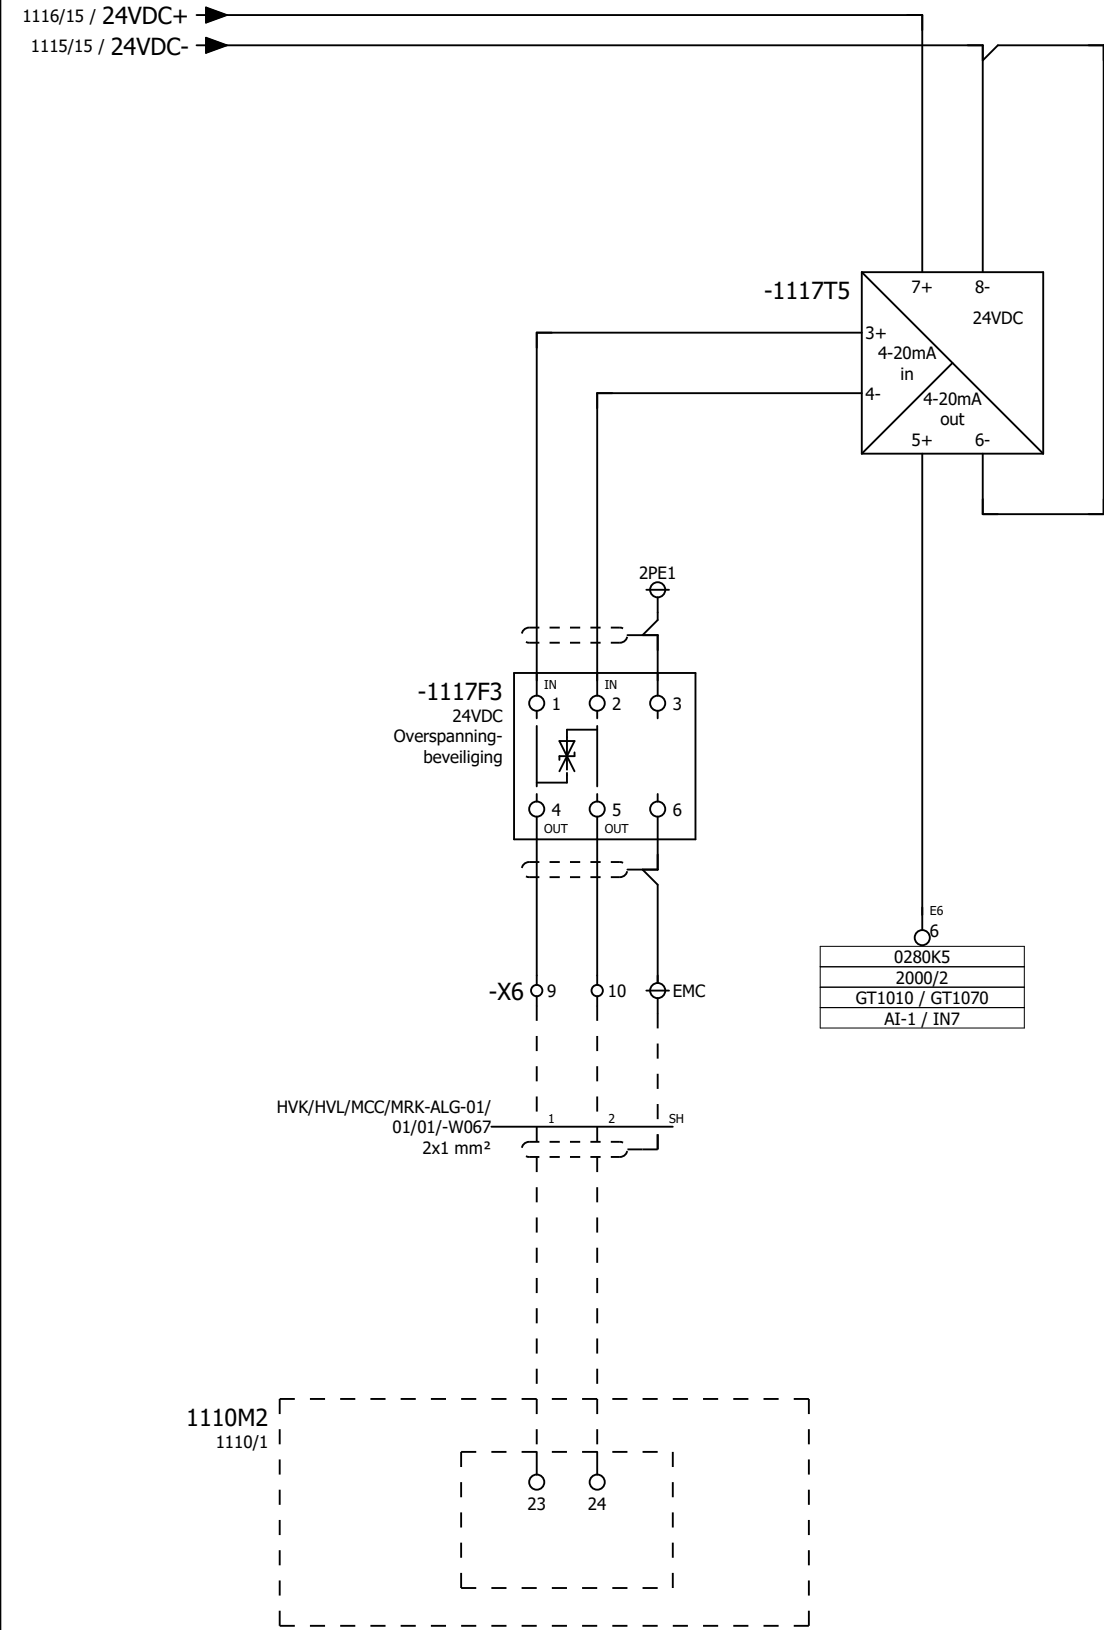 1116/15 / 24VDC+
1115/15 / 24VDC-
-1117T5
7+ 8-
24VDC
3+
4-20mA
in
4-
4-20mA
out
5+ 6-
2PE1
-1117F3
24VDC
Overspanning-
beveiliging
IN IN
1 2 3
4 5 6
OUT OUT
E6
6
0280K5
2000/2
GT1010 / GT1070
AI-1 / IN7
-X6 9 10 EMC
HVK/HVL/MCC/MRK-ALG-01/
01/01/-W067
2x1 mm²
1 2 SH
1110M2
1110/1
23 24